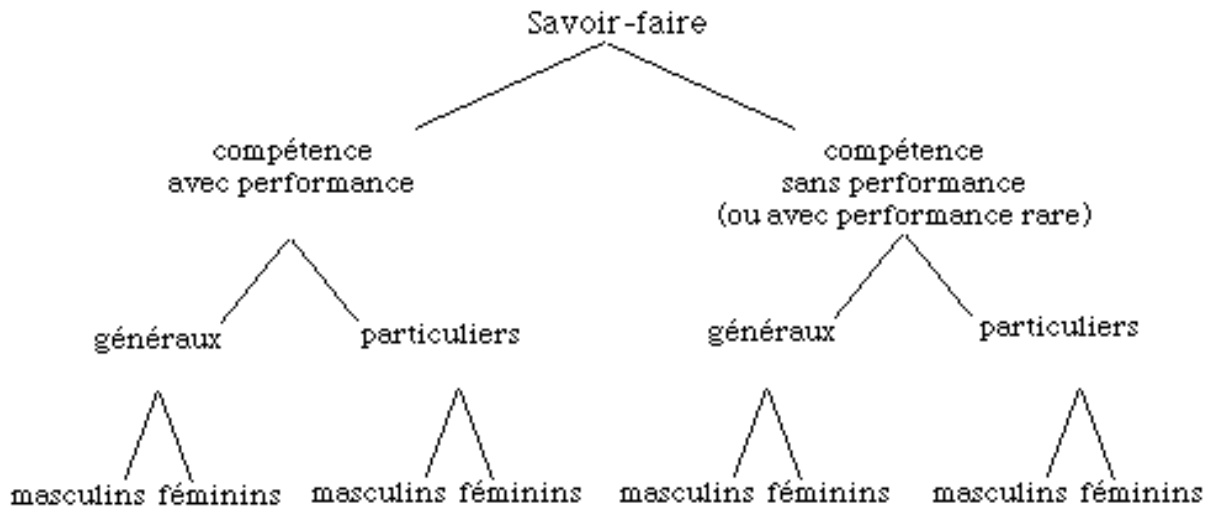 Savoir-faire
compétence
avec performance
compétence
sans performance
(ou avec performance rare)
généraux
particuliers
généraux
particuliers
masculins féminins
masculins féminins
masculins féminins
masculins féminins